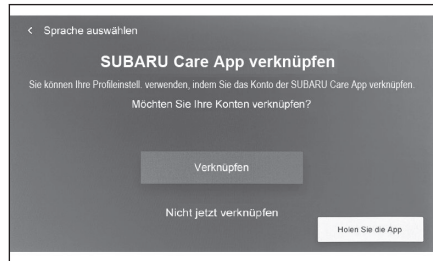 < Sprache auswählen
SUBARU Care App verknüpfen
Sie können Ihre Profileinstell. verwenden, indem Sie das Konto der SUBARU Care App verknüpfen.
Möchten Sie Ihre Konten verknüpfen?
Verknüpfen
Nicht jetzt verknüpfen
Holen Sie die App